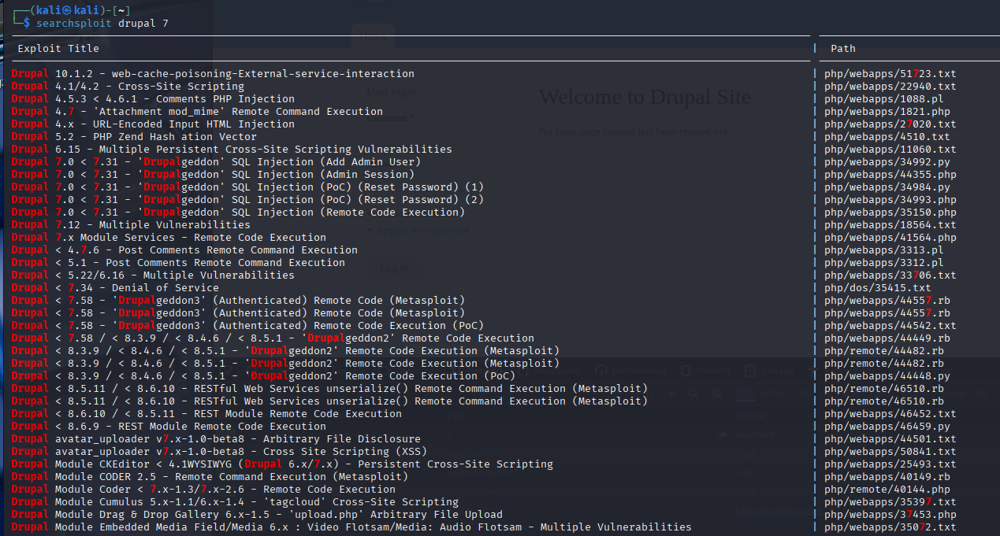 ┌──(kali㉿kali)-[~]
└─$ searchsploit drupal 7
Exploit Title | Path
Drupal 10.1.2 - web-cache-poisoning-External-service-interaction | php/webapps/51723.txt
Drupal 4.1/4.2 - Cross-Site Scripting | php/webapps/22940.txt
Drupal 4.5.3 < 4.6.1 - Comments PHP Injection | php/webapps/1088.pl
Drupal 4.7 - 'Attachment mod_mime' Remote Command Execution | php/webapps/1821.php
Drupal 4.x - URL-Encoded Input HTML Injection | php/webapps/27020.txt
Drupal 5.2 - PHP Zend Hash ation Vector | php/webapps/4510.txt
Drupal 6.15 - Multiple Persistent Cross-Site Scripting Vulnerabilities | php/webapps/11060.txt
Drupal 7.0 < 7.31 - 'Drupalgeddon' SQL Injection (Add Admin User) | php/webapps/34992.py
Drupal 7.0 < 7.31 - 'Drupalgeddon' SQL Injection (Admin Session) | php/webapps/44355.php
Drupal 7.0 < 7.31 - 'Drupalgeddon' SQL Injection (PoC) (Reset Password) (1) | php/webapps/34984.py
Drupal 7.0 < 7.31 - 'Drupalgeddon' SQL Injection (PoC) (Reset Password) (2) | php/webapps/34993.php
Drupal 7.0 < 7.31 - 'Drupalgeddon' SQL Injection (Remote Code Execution) | php/webapps/35150.php
Drupal 7.12 - Multiple Vulnerabilities | php/webapps/18564.txt
Drupal 7.x Module Services - Remote Code Execution | php/webapps/41564.php
Drupal < 4.7.6 - Post Comments Remote Command Execution | php/webapps/3313.pl
Drupal < 5.1 - Post Comments Remote Command Execution | php/webapps/3312.pl
Drupal < 5.22/6.16 - Multiple Vulnerabilities | php/webapps/33706.txt
Drupal < 7.34 - Denial of Service | php/dos/35415.txt
Drupal < 7.58 - 'Drupalgeddon3' (Authenticated) Remote Code (Metasploit) | php/webapps/44557.rb
Drupal < 7.58 - 'Drupalgeddon3' (Authenticated) Remote Code (Metasploit) | php/webapps/44557.rb
Drupal < 7.58 - 'Drupalgeddon3' (Authenticated) Remote Code Execution (PoC) | php/webapps/44542.txt
Drupal < 7.58 / < 8.3.9 / < 8.4.6 / < 8.5.1 - 'Drupalgeddon2' Remote Code Execution | php/webapps/44449.rb
Drupal < 8.3.9 / < 8.4.6 / < 8.5.1 - 'Drupalgeddon2' Remote Code Execution (Metasploit) | php/remote/44482.rb
Drupal < 8.3.9 / < 8.4.6 / < 8.5.1 - 'Drupalgeddon2' Remote Code Execution (Metasploit) | php/remote/44482.rb
Drupal < 8.3.9 / < 8.4.6 / < 8.5.1 - 'Drupalgeddon2' Remote Code Execution (PoC) | php/webapps/44448.py
Drupal < 8.5.11 / < 8.6.10 - RESTful Web Services unserialize() Remote Command Execution (Metasploit) | php/remote/46510.rb
Drupal < 8.5.11 / < 8.6.10 - RESTful Web Services unserialize() Remote Command Execution (Metasploit) | php/remote/46510.rb
Drupal < 8.6.10 / < 8.5.11 - REST Module Remote Code Execution | php/webapps/46452.txt
Drupal < 8.6.9 - REST Module Remote Code Execution | php/webapps/46459.py
Drupal avatar_uploader v7.x-1.0-beta8 - Arbitrary File Disclosure | php/webapps/44501.txt
Drupal avatar_uploader v7.x-1.0-beta8 - Cross Site Scripting (XSS) | php/webapps/50841.txt
Drupal Module CKEditor < 4.1WYSIWYG (Drupal 6.x/7.x) - Persistent Cross-Site Scripting | php/webapps/25493.txt
Drupal Module CODER 2.5 - Remote Command Execution (Metasploit) | php/webapps/40149.rb
Drupal Module Coder < 7.x-1.3/7.x-2.6 - Remote Code Execution | php/remote/40144.php
Drupal Module Cumulus 5.x-1.1/6.x-1.4 - 'tagcloud' Cross-Site Scripting | php/webapps/35397.txt
Drupal Module Drag & Drop Gallery 6.x-1.5 - 'upload.php' Arbitrary File Upload | php/webapps/37453.php
Drupal Module Embedded Media Field/Media 6.x : Video Flotsam/Media: Audio Flotsam - Multiple Vulnerabilities | php/webapps/35072.txt
Home
User login
Welcome to Drupal Site
Username *
No front page content has been created yet.
Request new password
Log in
Performance
Memory
Storage